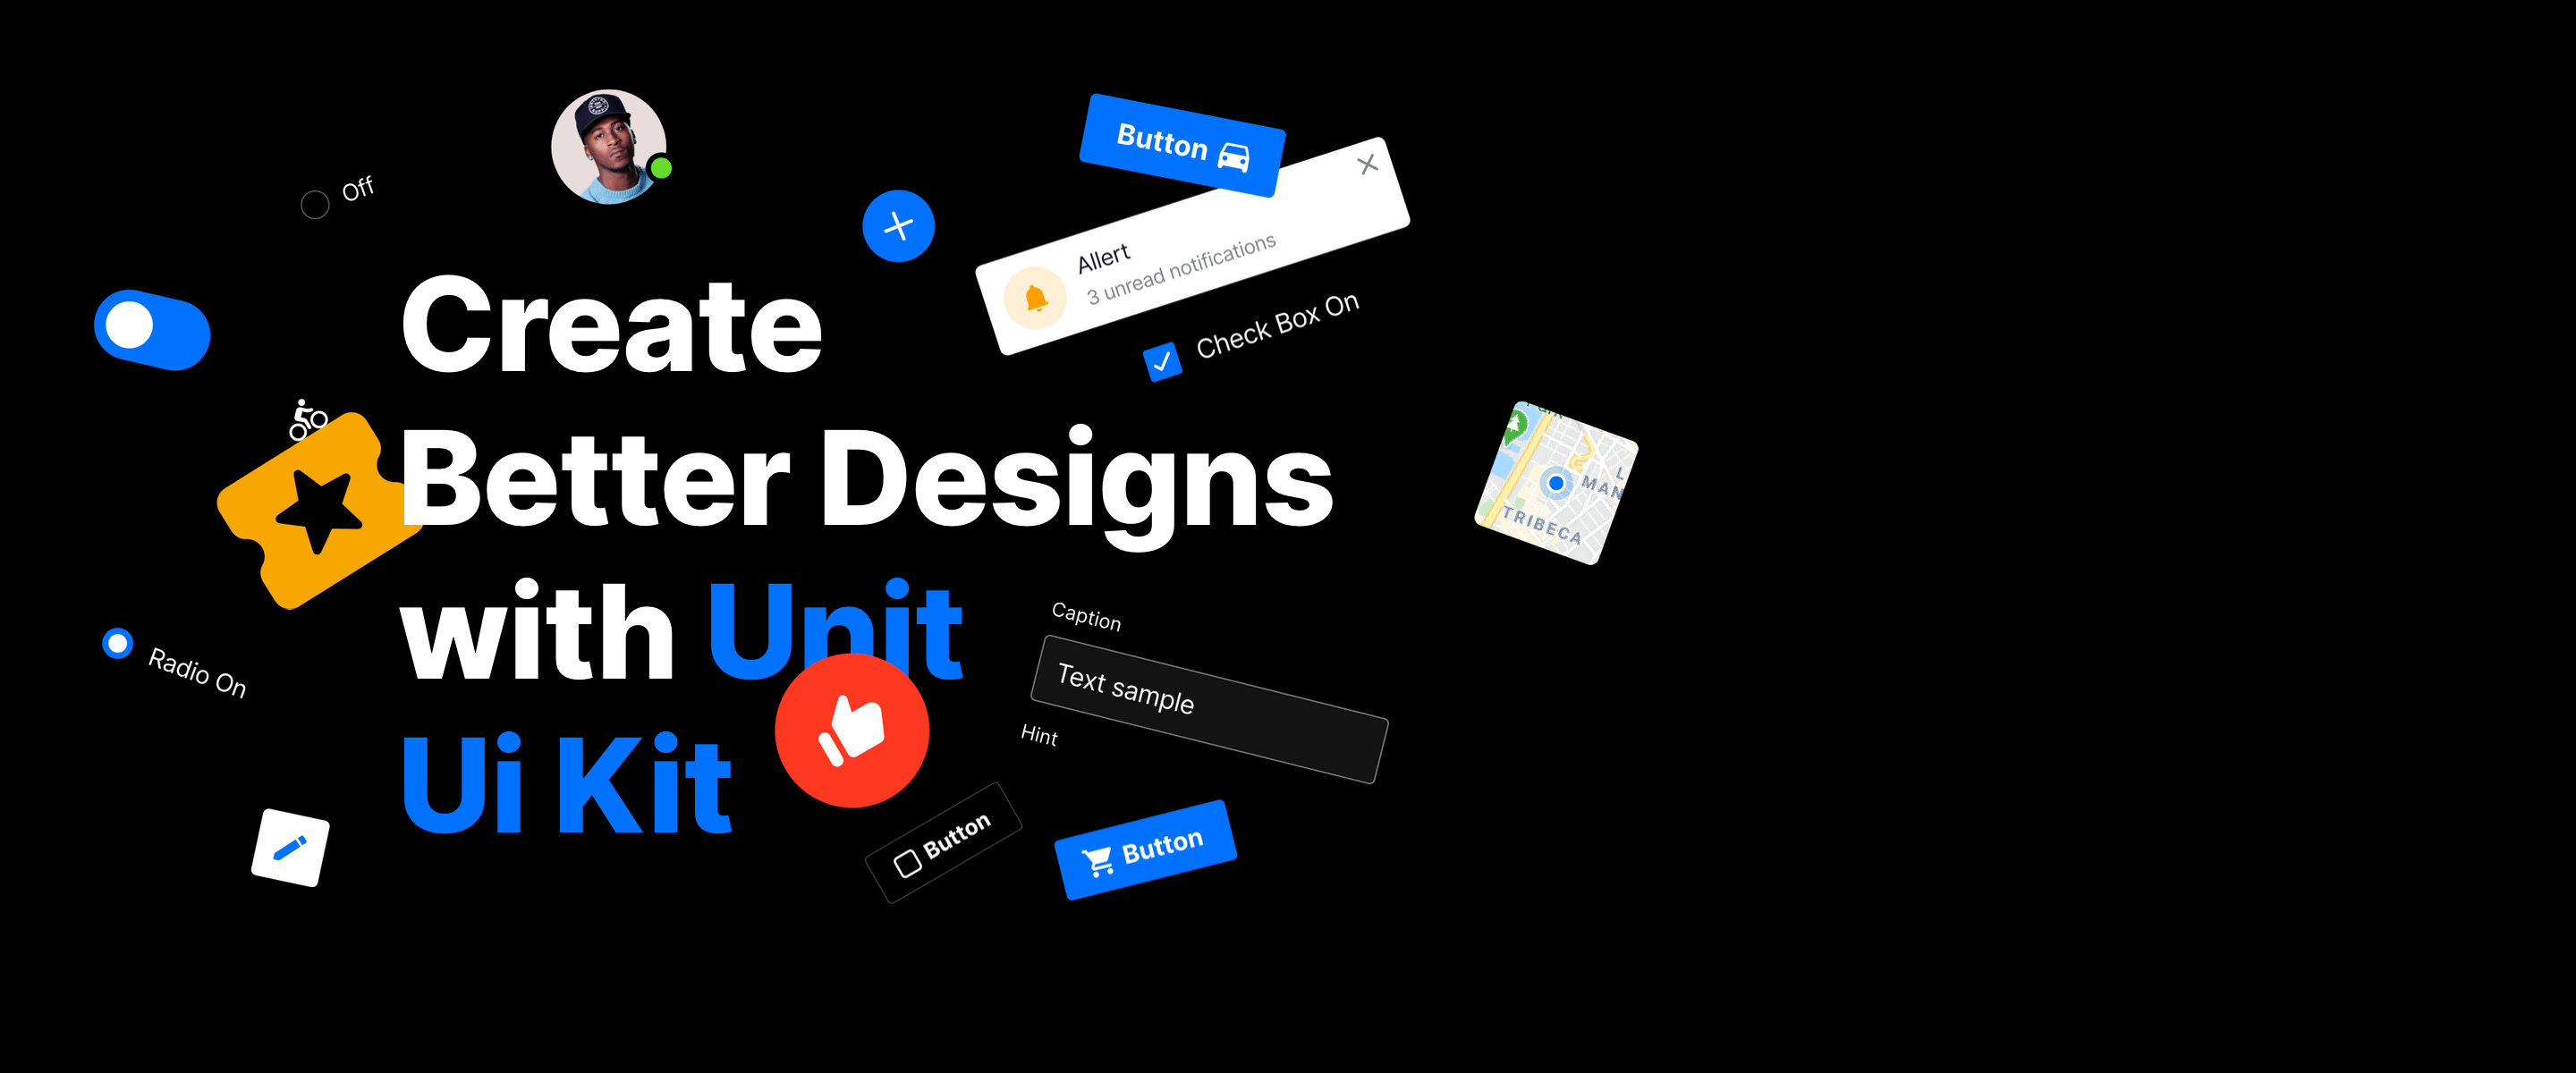 Off
Button
Allert
3 unread notifications
Check Box On
Create
Better Designs
with Unit
Ui Kit
MAN
TRIBECA
Radio On
Caption
Text sample
Hint
Button
Button